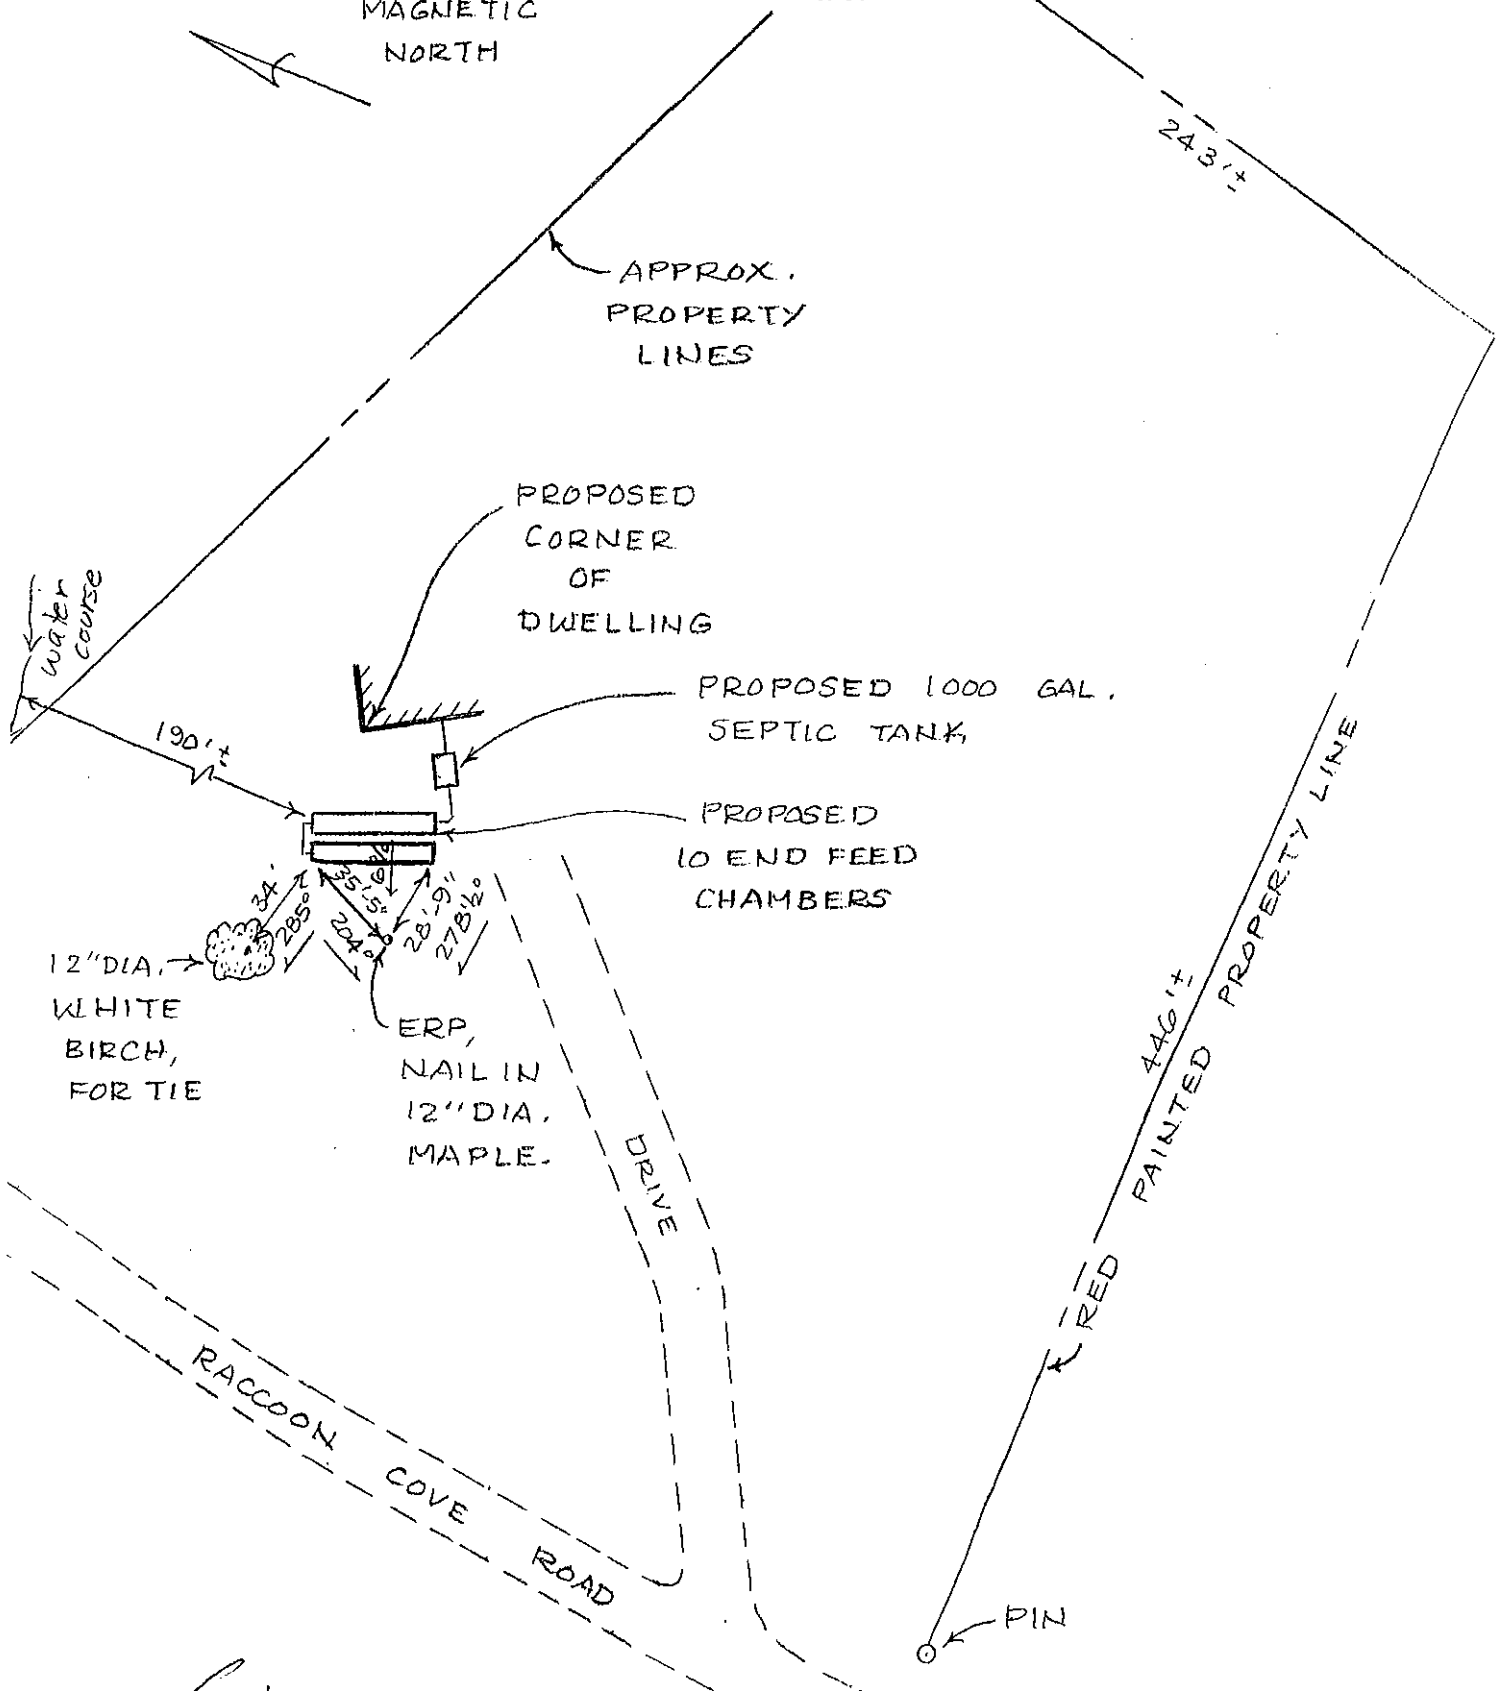 MAGNETIC
NORTH
243'±
APPROX.
PROPERTY
LINES
PROPOSED
CORNER
OF
DWELLING
water
course
190'±
PROPOSED 1000 GAL.
SEPTIC TANK
PROPOSED
10 END FEED
CHAMBERS
34'
285°
35'-5"
204°
28'-9"
278½°
12" DIA.
WHITE
BIRCH,
FOR TIE
ERP,
NAIL IN
12" DIA.
MAPLE.
446'±
RED PAINTED PROPERTY LINE
DRIVE
RACCOON COVE ROAD
PIN